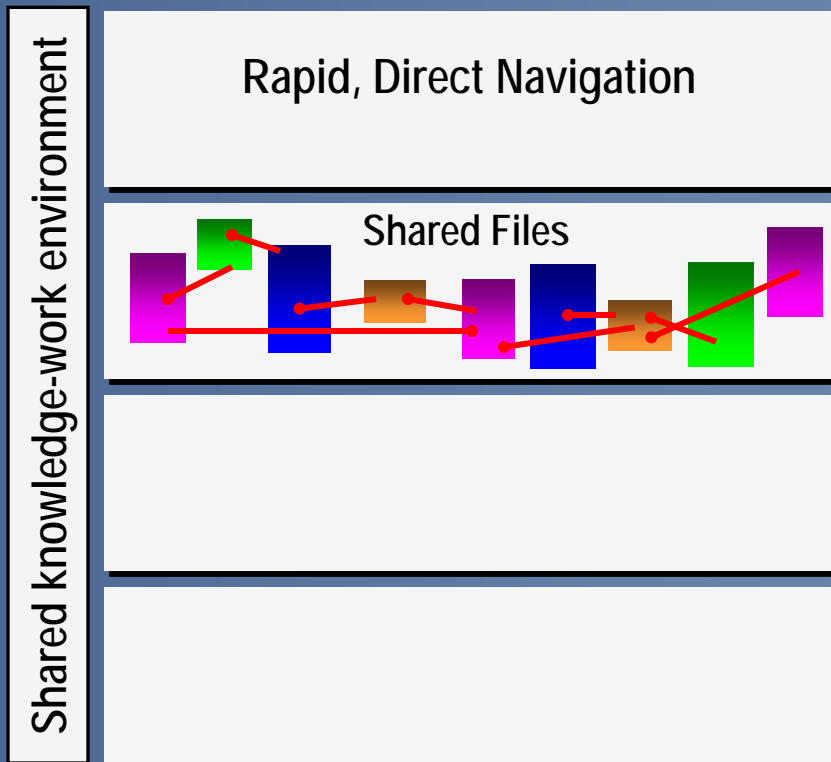 Shared knowledge-work environment
Rapid, Direct Navigation
Shared Files